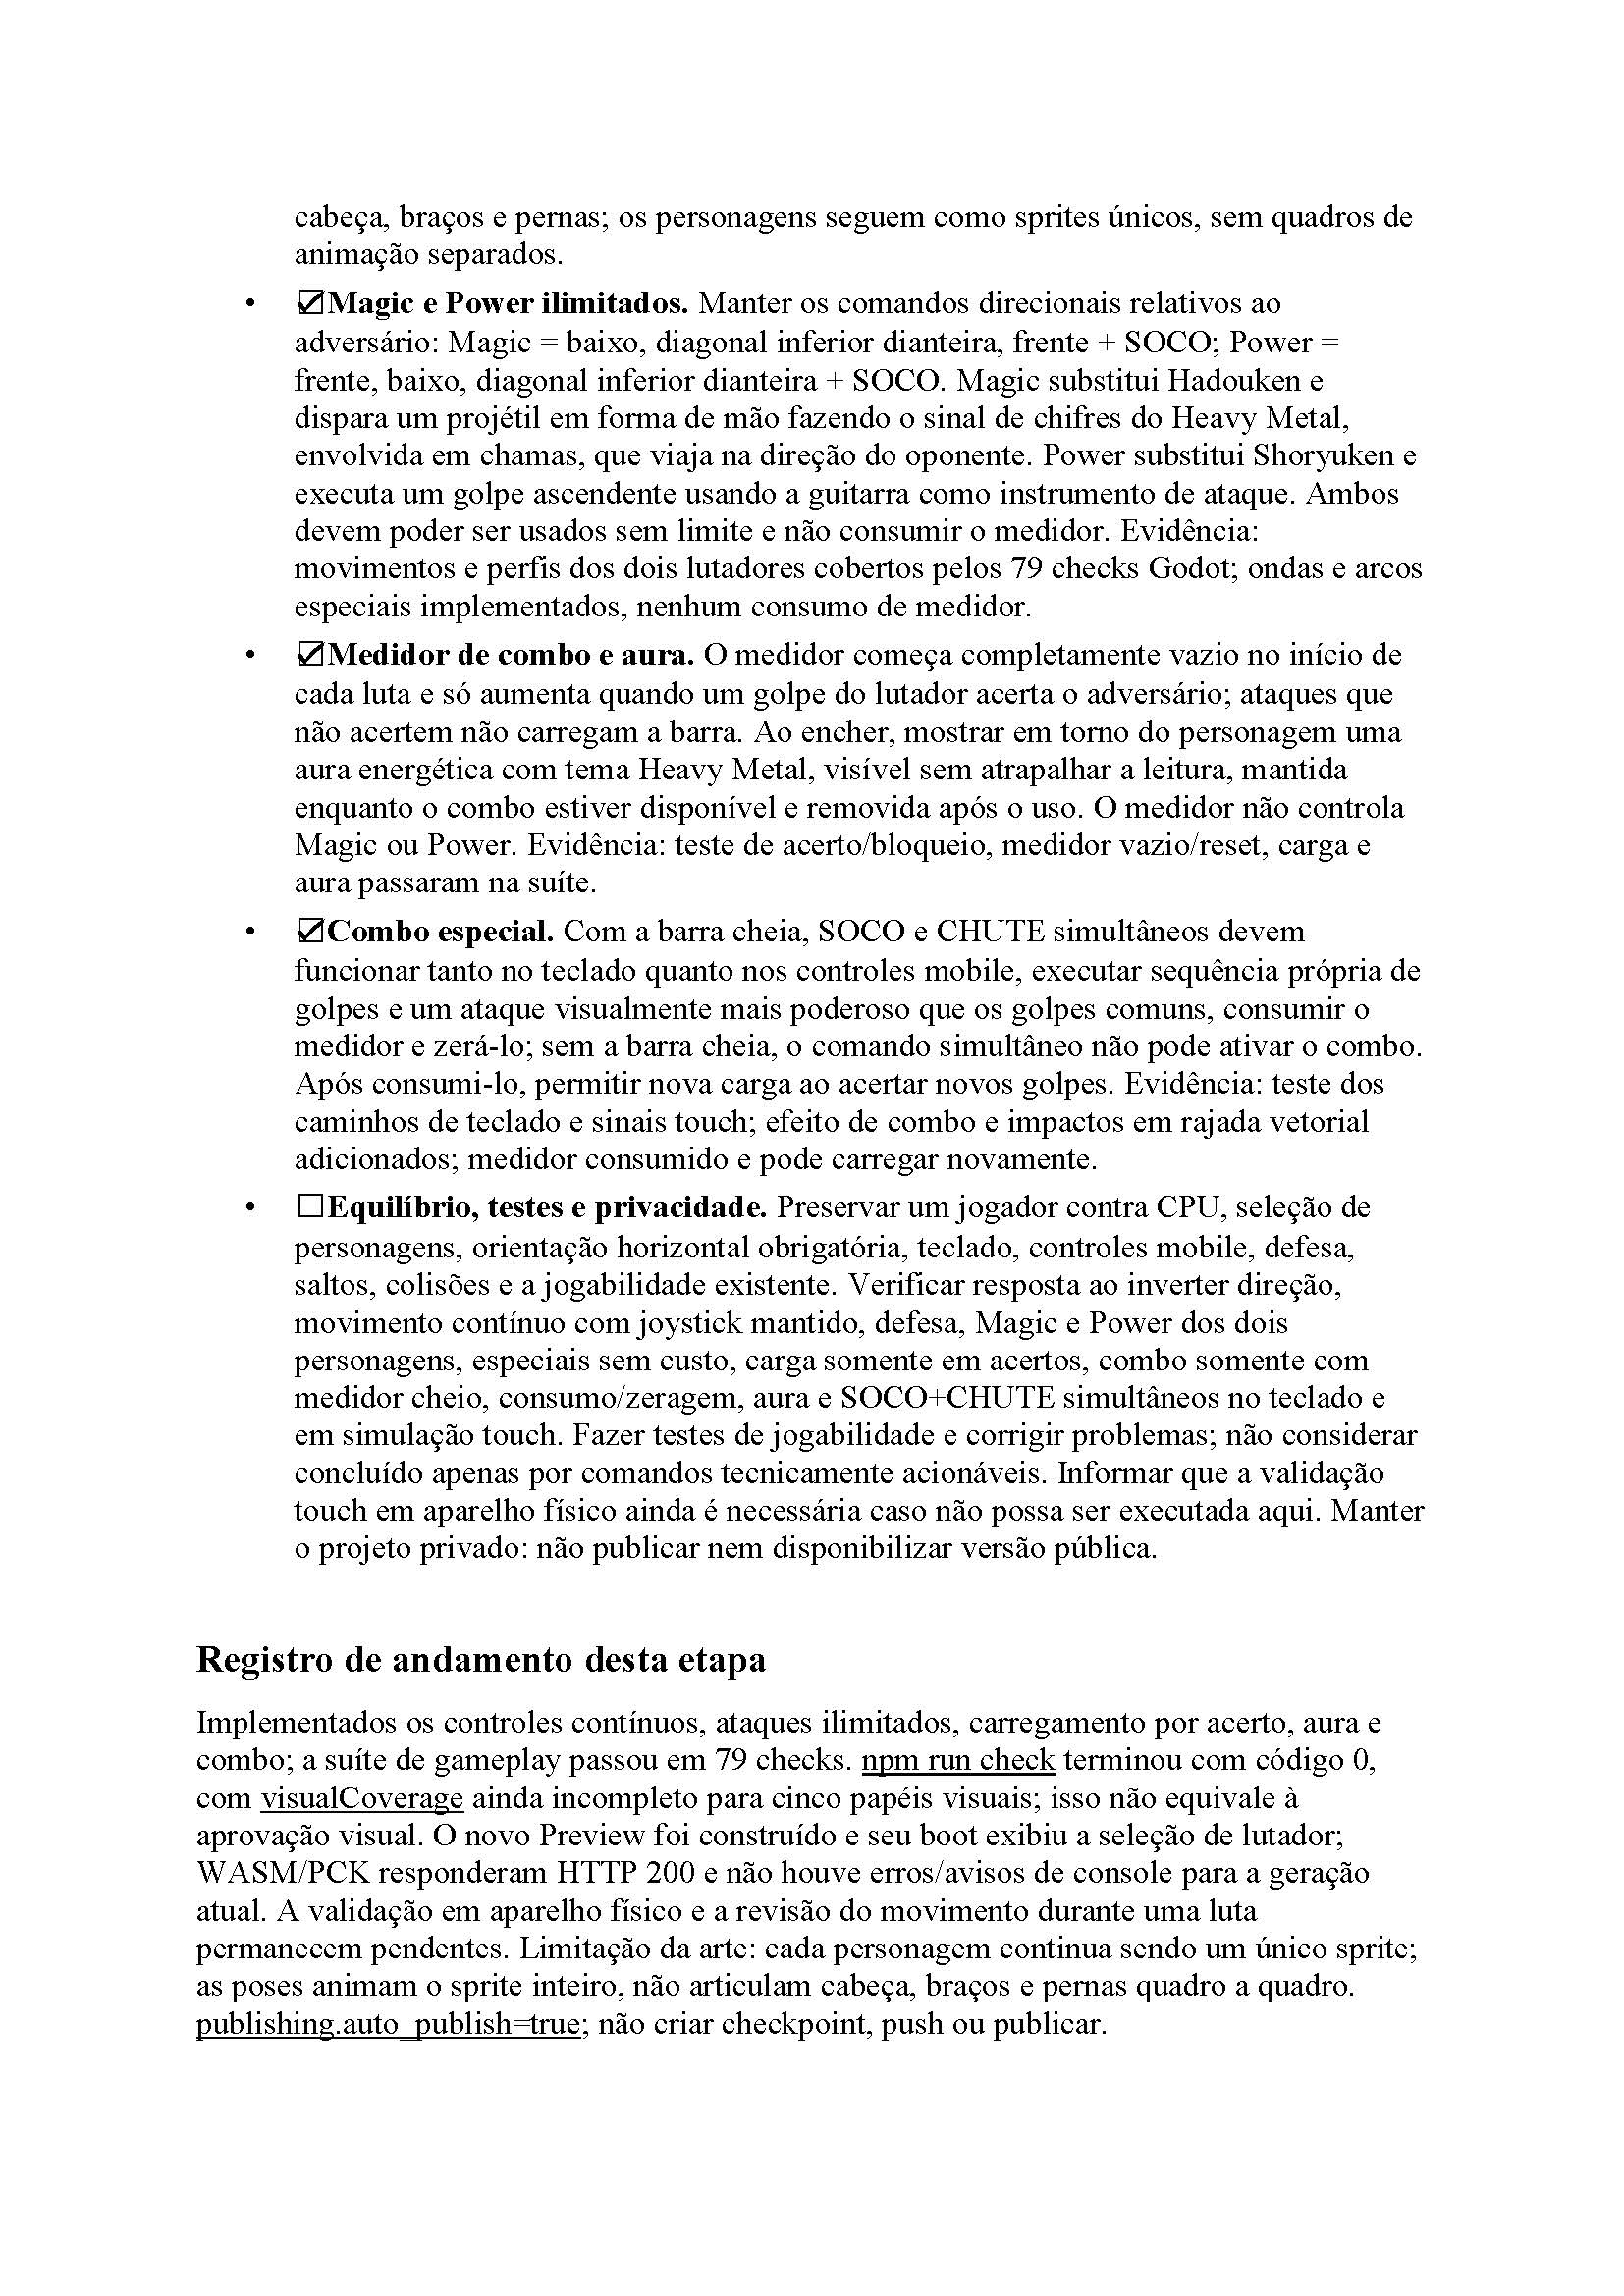 cabeça, braços e pernas; os personagens seguem como sprites únicos, sem quadros de
animação separados.
• ☑Magic e Power ilimitados. Manter os comandos direcionais relativos ao
adversário: Magic = baixo, diagonal inferior dianteira, frente + SOCO; Power =
frente, baixo, diagonal inferior dianteira + SOCO. Magic substitui Hadouken e
dispara um projétil em forma de mão fazendo o sinal de chifres do Heavy Metal,
envolvida em chamas, que viaja na direção do oponente. Power substitui Shoryuken e
executa um golpe ascendente usando a guitarra como instrumento de ataque. Ambos
devem poder ser usados sem limite e não consumir o medidor. Evidência:
movimentos e perfis dos dois lutadores cobertos pelos 79 checks Godot; ondas e arcos
especiais implementados, nenhum consumo de medidor.
• ☑Medidor de combo e aura. O medidor começa completamente vazio no início de
cada luta e só aumenta quando um golpe do lutador acerta o adversário; ataques que
não acertem não carregam a barra. Ao encher, mostrar em torno do personagem uma
aura energética com tema Heavy Metal, visível sem atrapalhar a leitura, mantida
enquanto o combo estiver disponível e removida após o uso. O medidor não controla
Magic ou Power. Evidência: teste de acerto/bloqueio, medidor vazio/reset, carga e
aura passaram na suíte.
• ☑Combo especial. Com a barra cheia, SOCO e CHUTE simultâneos devem
funcionar tanto no teclado quanto nos controles mobile, executar sequência própria de
golpes e um ataque visualmente mais poderoso que os golpes comuns, consumir o
medidor e zerá-lo; sem a barra cheia, o comando simultâneo não pode ativar o combo.
Após consumi-lo, permitir nova carga ao acertar novos golpes. Evidência: teste dos
caminhos de teclado e sinais touch; efeito de combo e impactos em rajada vetorial
adicionados; medidor consumido e pode carregar novamente.
• ☐Equilíbrio, testes e privacidade. Preservar um jogador contra CPU, seleção de
personagens, orientação horizontal obrigatória, teclado, controles mobile, defesa,
saltos, colisões e a jogabilidade existente. Verificar resposta ao inverter direção,
movimento contínuo com joystick mantido, defesa, Magic e Power dos dois
personagens, especiais sem custo, carga somente em acertos, combo somente com
medidor cheio, consumo/zeragem, aura e SOCO+CHUTE simultâneos no teclado e
em simulação touch. Fazer testes de jogabilidade e corrigir problemas; não considerar
concluído apenas por comandos tecnicamente acionáveis. Informar que a validação
touch em aparelho físico ainda é necessária caso não possa ser executada aqui. Manter
o projeto privado: não publicar nem disponibilizar versão pública.
Registro de andamento desta etapa
Implementados os controles contínuos, ataques ilimitados, carregamento por acerto, aura e
combo; a suíte de gameplay passou em 79 checks. npm run check terminou com código 0,
com visualCoverage ainda incompleto para cinco papéis visuais; isso não equivale à
aprovação visual. O novo Preview foi construído e seu boot exibiu a seleção de lutador;
WASM/PCK responderam HTTP 200 e não houve erros/avisos de console para a geração
atual. A validação em aparelho físico e a revisão do movimento durante uma luta
permanecem pendentes. Limitação da arte: cada personagem continua sendo um único sprite;
as poses animam o sprite inteiro, não articulam cabeça, braços e pernas quadro a quadro.
publishing.auto_publish=true; não criar checkpoint, push ou publicar.